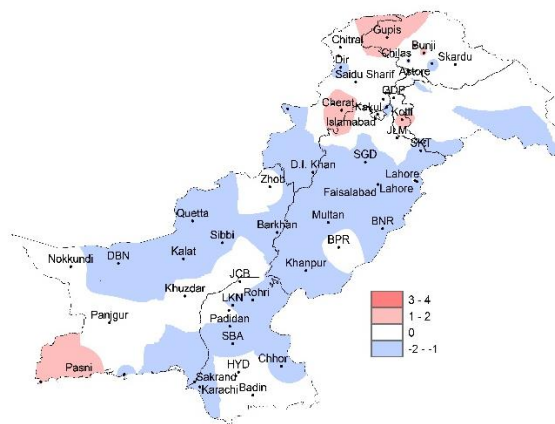 Gupis
Chitral
Bunji
Chilas
Skardu
Dir
Astore
Saidu Sharif
GDP
Cherat
Kakul
Kotli
Islamabad
JLM
SKT
SGD
D.I. Khan
Lahore
Zhob
Faisalabad
Lahore
Quetta
Multan
BNR
Barkhan
Sibbi
BPR
DBN
Kalat
Nokkundi
Khanpur
JCB
Khuzdar
LKN
Rohri
3 - 4
1 - 2
0
-2 - -1
Panjgur
Padidan
SBA
Pasni
Chhor
HYD
Sakrand
Karachi
Badin